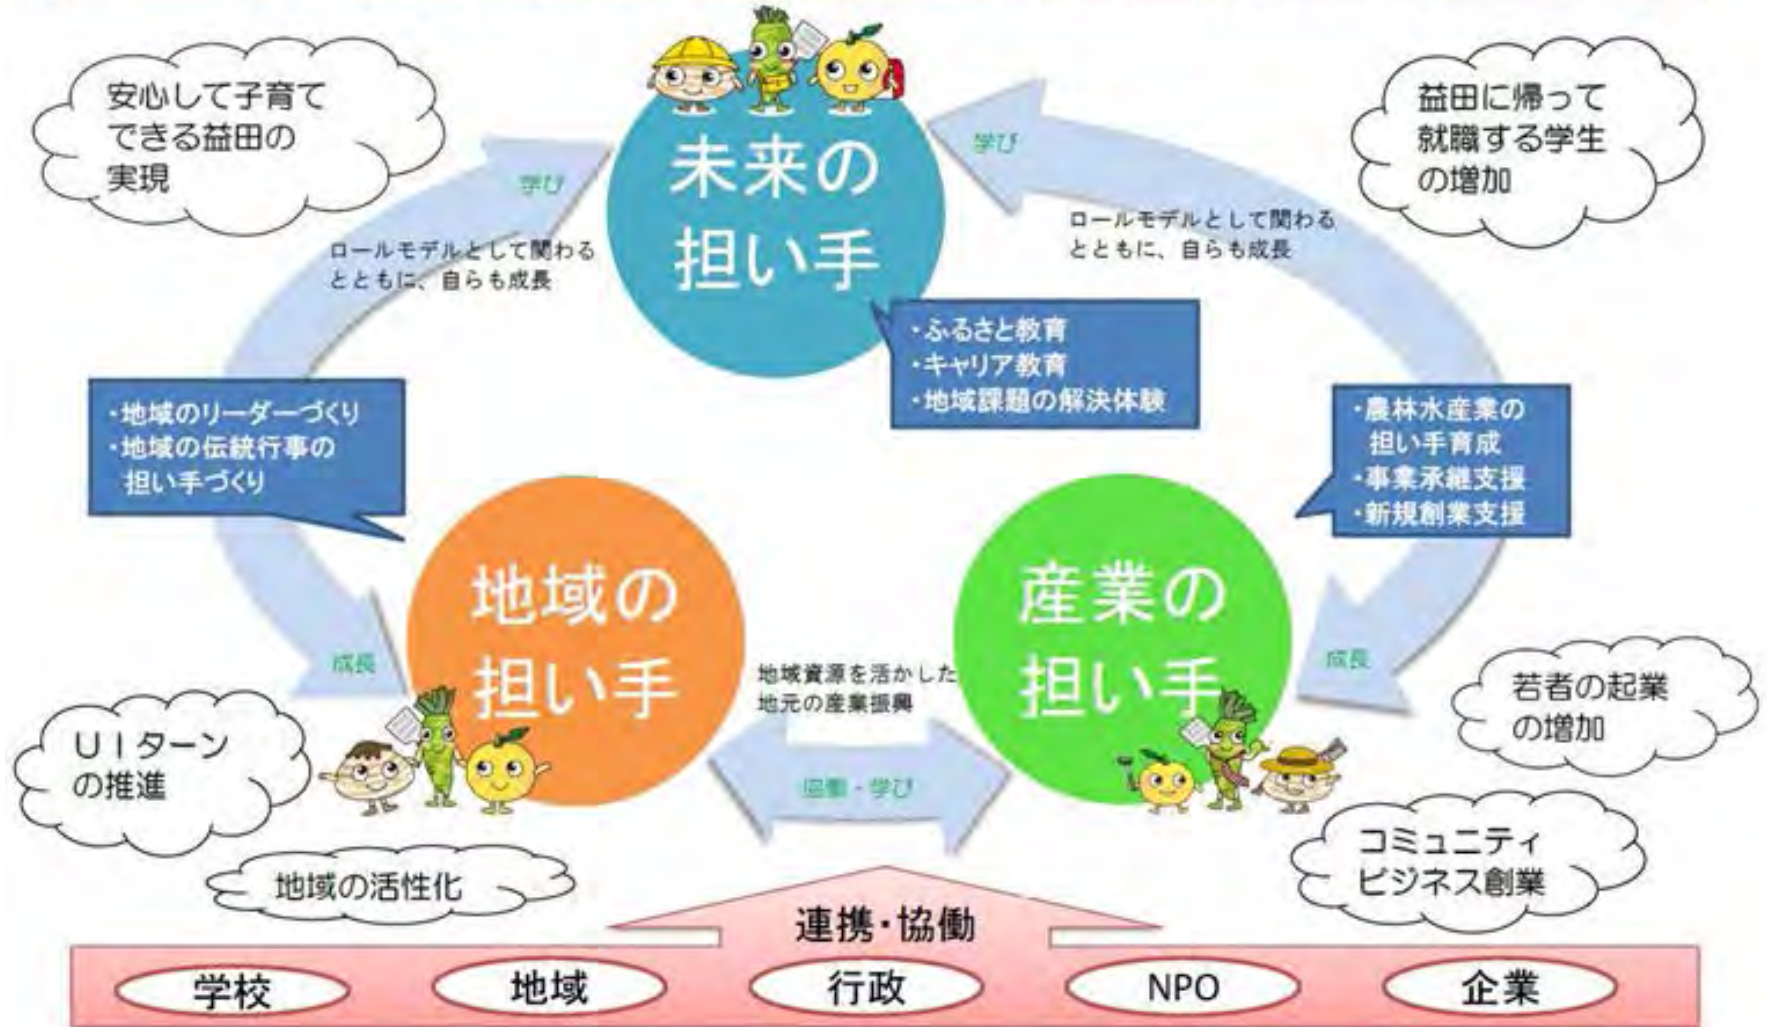 安心して子育て
できる益田の
実現
益田に帰って
就職する学生
の増加
未来の
担い手
学び
学び
ロールモデルとして関わる
とともに、自らも成長
ロールモデルとして関わる
とともに、自らも成長
・ふるさと教育
・キャリア教育
・地域課題の解決体験
・地域のリーダーづくり
・地域の伝統行事の
担い手づくり
・農林水産業の
担い手育成
・事業承継支援
・新規創業支援
地域の
担い手
産業の
担い手
成長
成長
地域資源を活かした
地元の産業振興
協働・学び
UIターン
の推進
若者の起業
の増加
地域の活性化
コミュニティ
ビジネス創業
連携・協働
学校
地域
行政
NPO
企業